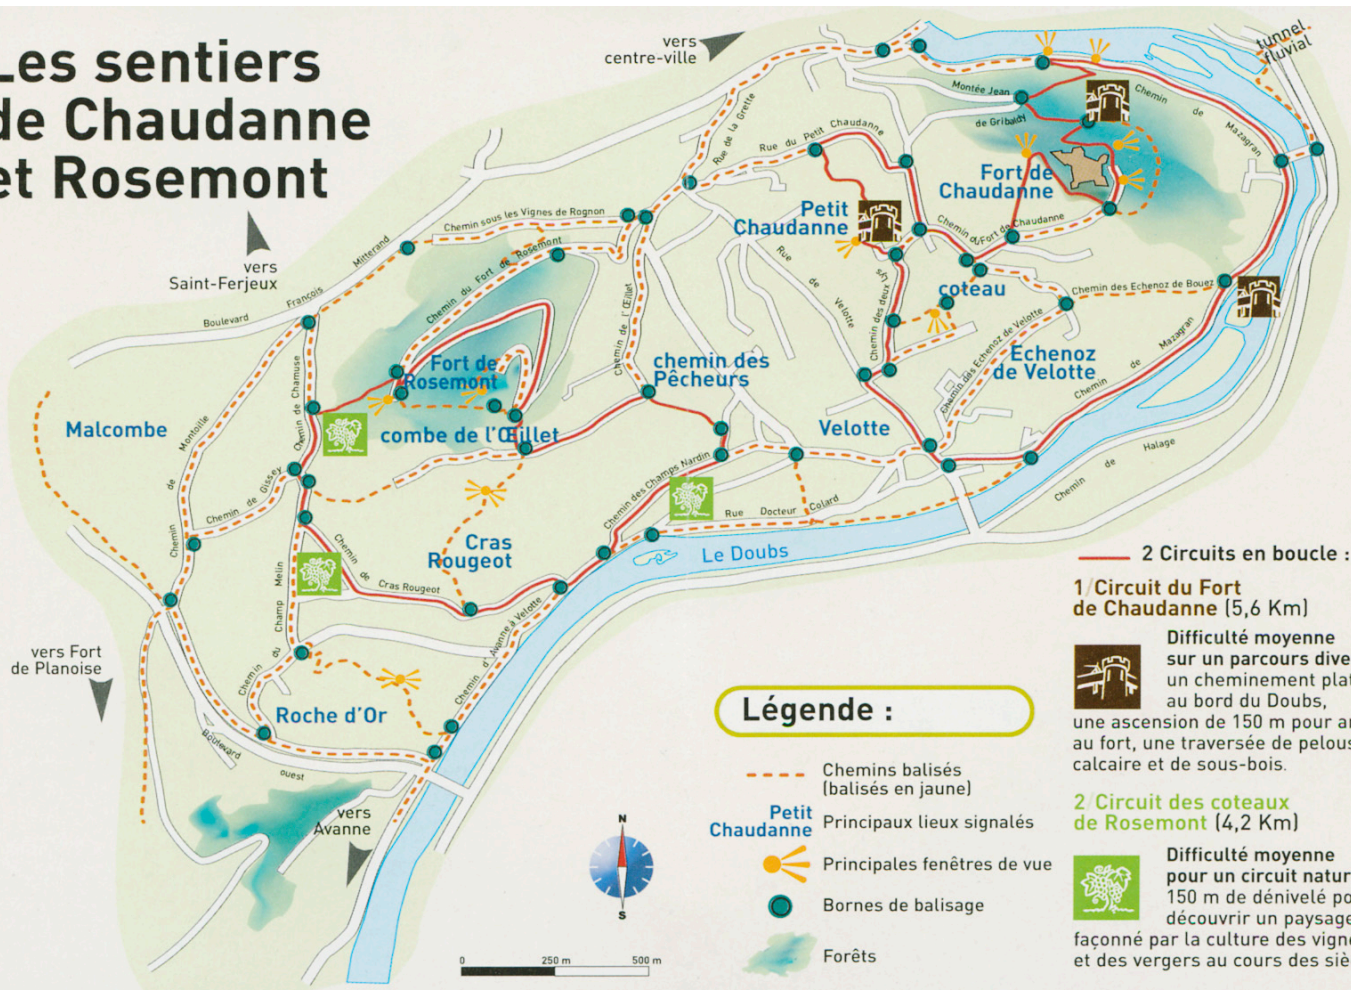 Les sentiers
de Chaudanne
et Rosemont
vers
centre-ville
tunnel
fluvial
Montée Jean
de Gribaldy
Chemin de Mazagran
Rue de la Grette
Rue du Petit Chaudanne
Fort de
Chaudanne
Petit
Chaudanne
Chemin du Fort de Chaudanne
Chemin sous les Vignes de Rognon
Mitterand
François
Boulevard
vers
Saint-Ferjeux
Chemin du Fort de Rosemont
Rue de Velotte
Chemin des deux Lys
coteau
Chemin des Echenoz de Bouez
Chemin de l'Œillet
Chemin des Echenoz de Velotte
Echenoz
de Velotte
Chemin de Mazagran
Fort de
Rosemont
chemin des
Pêcheurs
Chemin de Chamuse
Malcombe
Montoille
de
Chemin
combe de l'Œillet
Velotte
Chemin de Gissey
Chemin des Champs Nardin
Rue Docteur Colard
Chemin de Halage
Cras
Rougeot
Chemin de Cras Rougeot
Le Doubs
Chemin du Champ Melin
Chemin d'Avanne à Velotte
vers Fort
de Planoise
Roche d'Or
Boulevard ouest
vers
Avanne
N
S
0 250 m 500 m
Légende :
Chemins balisés
(balisés en jaune)
Petit
Chaudanne
Principaux lieux signalés
Principales fenêtres de vue
Bornes de balisage
Forêts
2 Circuits en boucle :
1/Circuit du Fort
de Chaudanne (5,6 Km)
Difficulté moyenne
sur un parcours dive
un cheminement plat
au bord du Doubs,
une ascension de 150 m pour ar
au fort, une traversée de pelous
calcaire et de sous-bois.
2/Circuit des coteaux
de Rosemont (4,2 Km)
Difficulté moyenne
pour un circuit natur
150 m de dénivelé po
découvrir un paysage
façonné par la culture des vigne
et des vergers au cours des siè